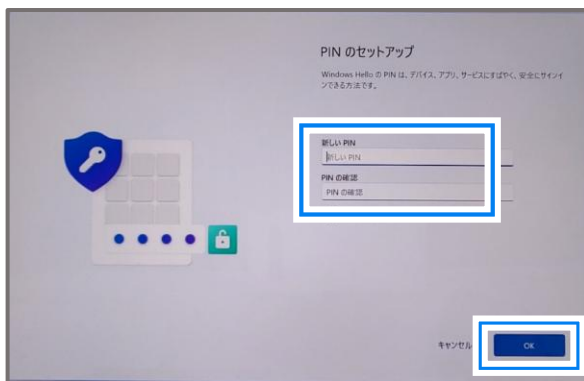 PIN のセットアップ
Windows Hello の PIN は、デバイス、アプリ、サービスにすばやく、安全にサインイ
ンできる方法です。
新しい PIN
新しい PIN
PIN の確認
PIN の確認
キャンセル
OK